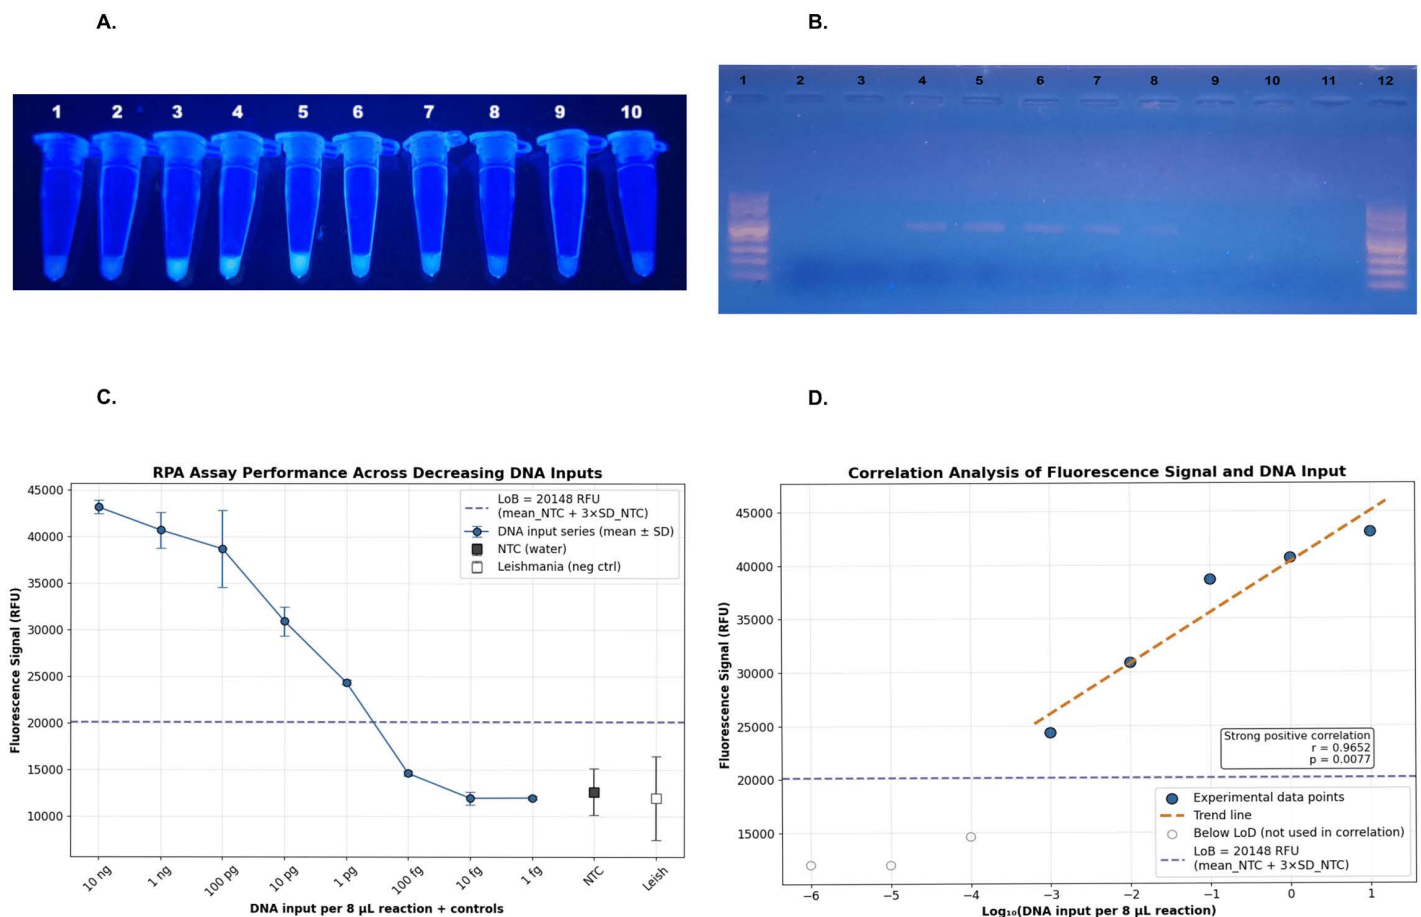 A.
1 2 3 4 5 6 7 8 9 10
B.
1 2 3 4 5 6 7 8 9 10 11 12
C.
RPA Assay Performance Across Decreasing DNA Inputs
Fluorescence Signal (RFU)
45000
40000
35000
30000
25000
20000
15000
10000
LoB = 20148 RFU
(mean_NTC + 3×SD_NTC)
DNA input series (mean ± SD)
NTC (water)
Leishmania (neg ctrl)
10 ng 1 ng 100 pg 10 pg 1 pg 100 fg 10 fg 1 fg NTC Leish
DNA input per 8 µL reaction + controls
D.
Correlation Analysis of Fluorescence Signal and DNA Input
Fluorescence Signal (RFU)
45000
40000
35000
30000
25000
20000
15000
Strong positive correlation
r = 0.9652
p = 0.0077
Experimental data points
Trend line
Below LoD (not used in correlation)
LoB = 20148 RFU
(mean_NTC + 3×SD_NTC)
−6 −5 −4 −3 −2 −1 0 1
Log₁₀(DNA input per 8 µL reaction)